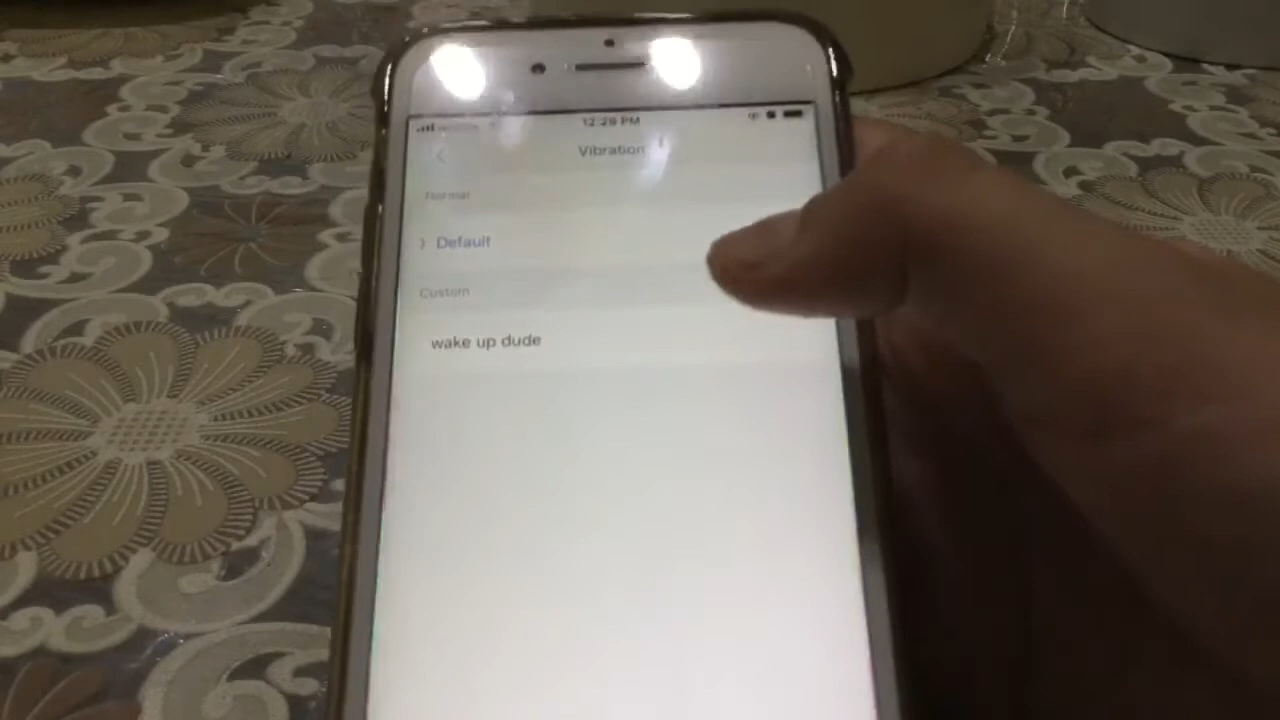 12:29 PM
Vibration
Normal
Default
Custom
wake up dude